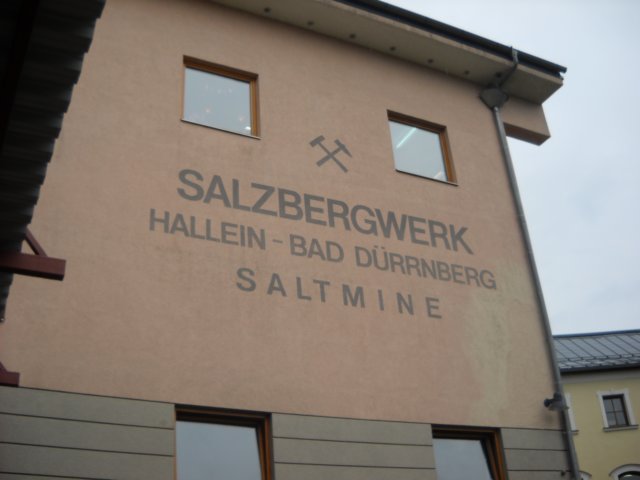 SALZBERGWERK
HALLEIN - BAD DÜRRNBERG
SALTMINE